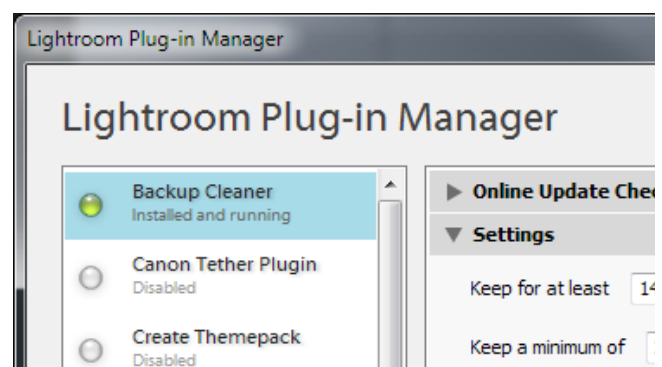 Lightroom Plug-in Manager
Lightroom Plug-in Manager
Backup Cleaner
Installed and running
Canon Tether Plugin
Disabled
Create Themepack
Disabled
Online Update
Settings
Keep for at least 14
Keep a minimum of